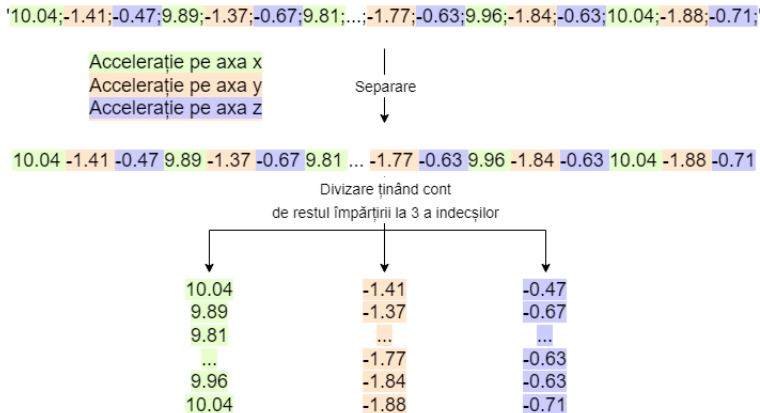 '10.04;-1.41;-0.47;9.89;-1.37;-0.67;9.81;...;-1.77;-0.63;9.96;-1.84;-0.63;10.04;-1.88;-0.71;'
Accelerație pe axa x
Accelerație pe axa y
Accelerație pe axa z
Separare
10.04 -1.41 -0.47 9.89 -1.37 -0.67 9.81 ... -1.77 -0.63 9.96 -1.84 -0.63 10.04 -1.88 -0.71
Divizare ținând cont
de restul împărțirii la 3 a indecșilor
10.04 -1.41 -0.47
9.89 -1.37 -0.67
9.81 ... ...
... -1.77 -0.63
9.96 -1.84 -0.63
10.04 -1.88 -0.71